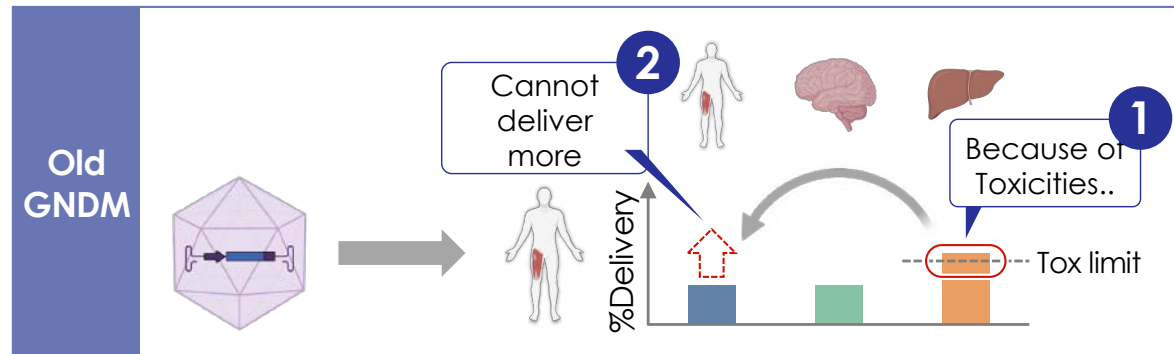 Old
GNDM
Cannot
deliver
more
2
Because of
Toxicities..
1
%Delivery
Tox limit